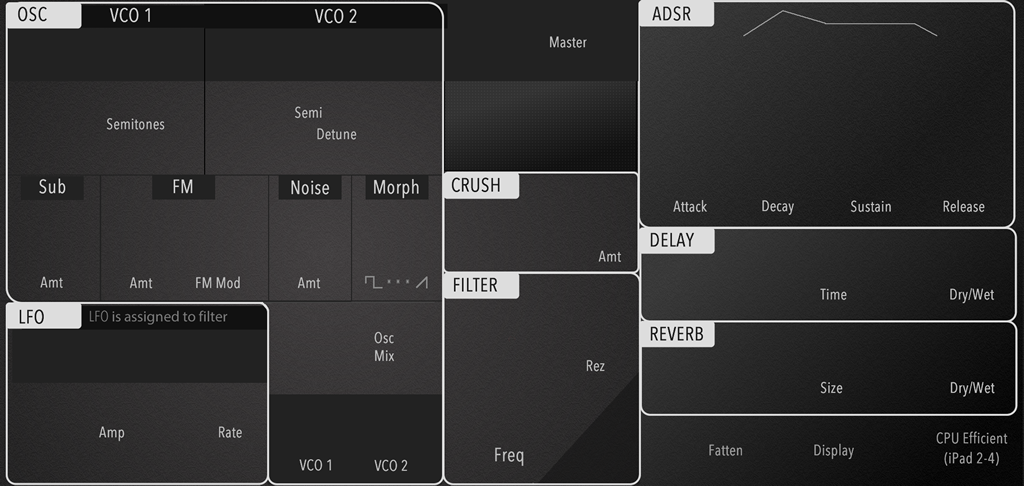 OSC
VCO 1
VCO 2
Semitones
Semi
Detune
Sub
FM
Noise
Morph
Amt
Amt
FM Mod
Amt
LFO
LFO is assigned to filter
Amp
Rate
Osc
Mix
VCO 1
VCO 2
Master
CRUSH
Amt
FILTER
Rez
Freq
ADSR
Attack
Decay
Sustain
Release
DELAY
Time
Dry/Wet
REVERB
Size
Dry/Wet
Fatten
Display
CPU Efficient
(iPad 2-4)